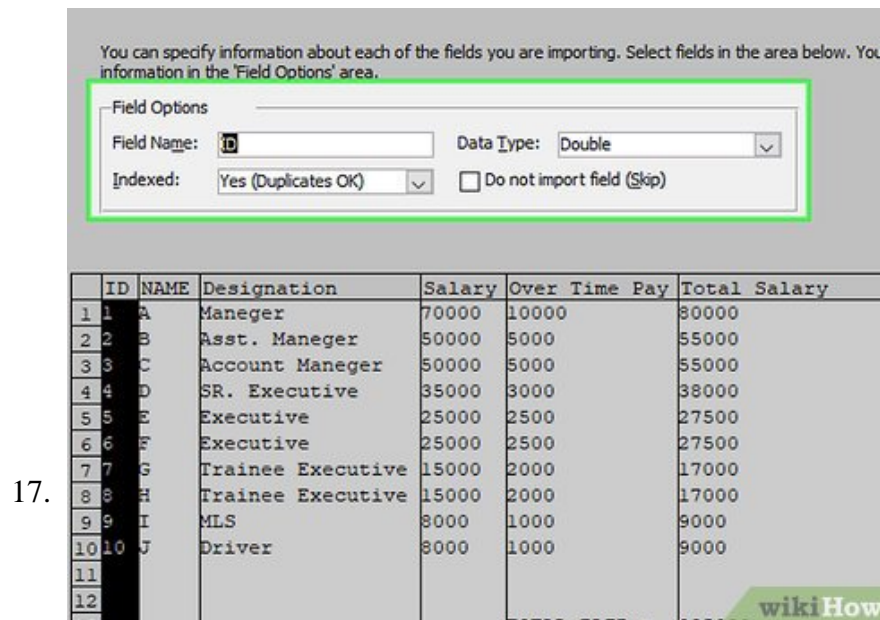 You can specify information about each of the fields you are importing. Select fields in the area below. You
information in the 'Field Options' area.
Field Options
Field Name: ID Data Type: Double
Indexed: Yes (Duplicates OK) Do not import field (Skip)
ID NAME Designation Salary Over Time Pay Total Salary
1 1 A Maneger 70000 10000 80000
2 2 B Asst. Maneger 50000 5000 55000
3 3 C Account Maneger 50000 5000 55000
4 4 D SR. Executive 35000 3000 38000
5 5 E Executive 25000 2500 27500
6 6 F Executive 25000 2500 27500
7 7 G Trainee Executive 15000 2000 17000
17.
8 8 H Trainee Executive 15000 2000 17000
9 9 I MLS 8000 1000 9000
10 10 J Driver 8000 1000 9000
11
12
wikiHow